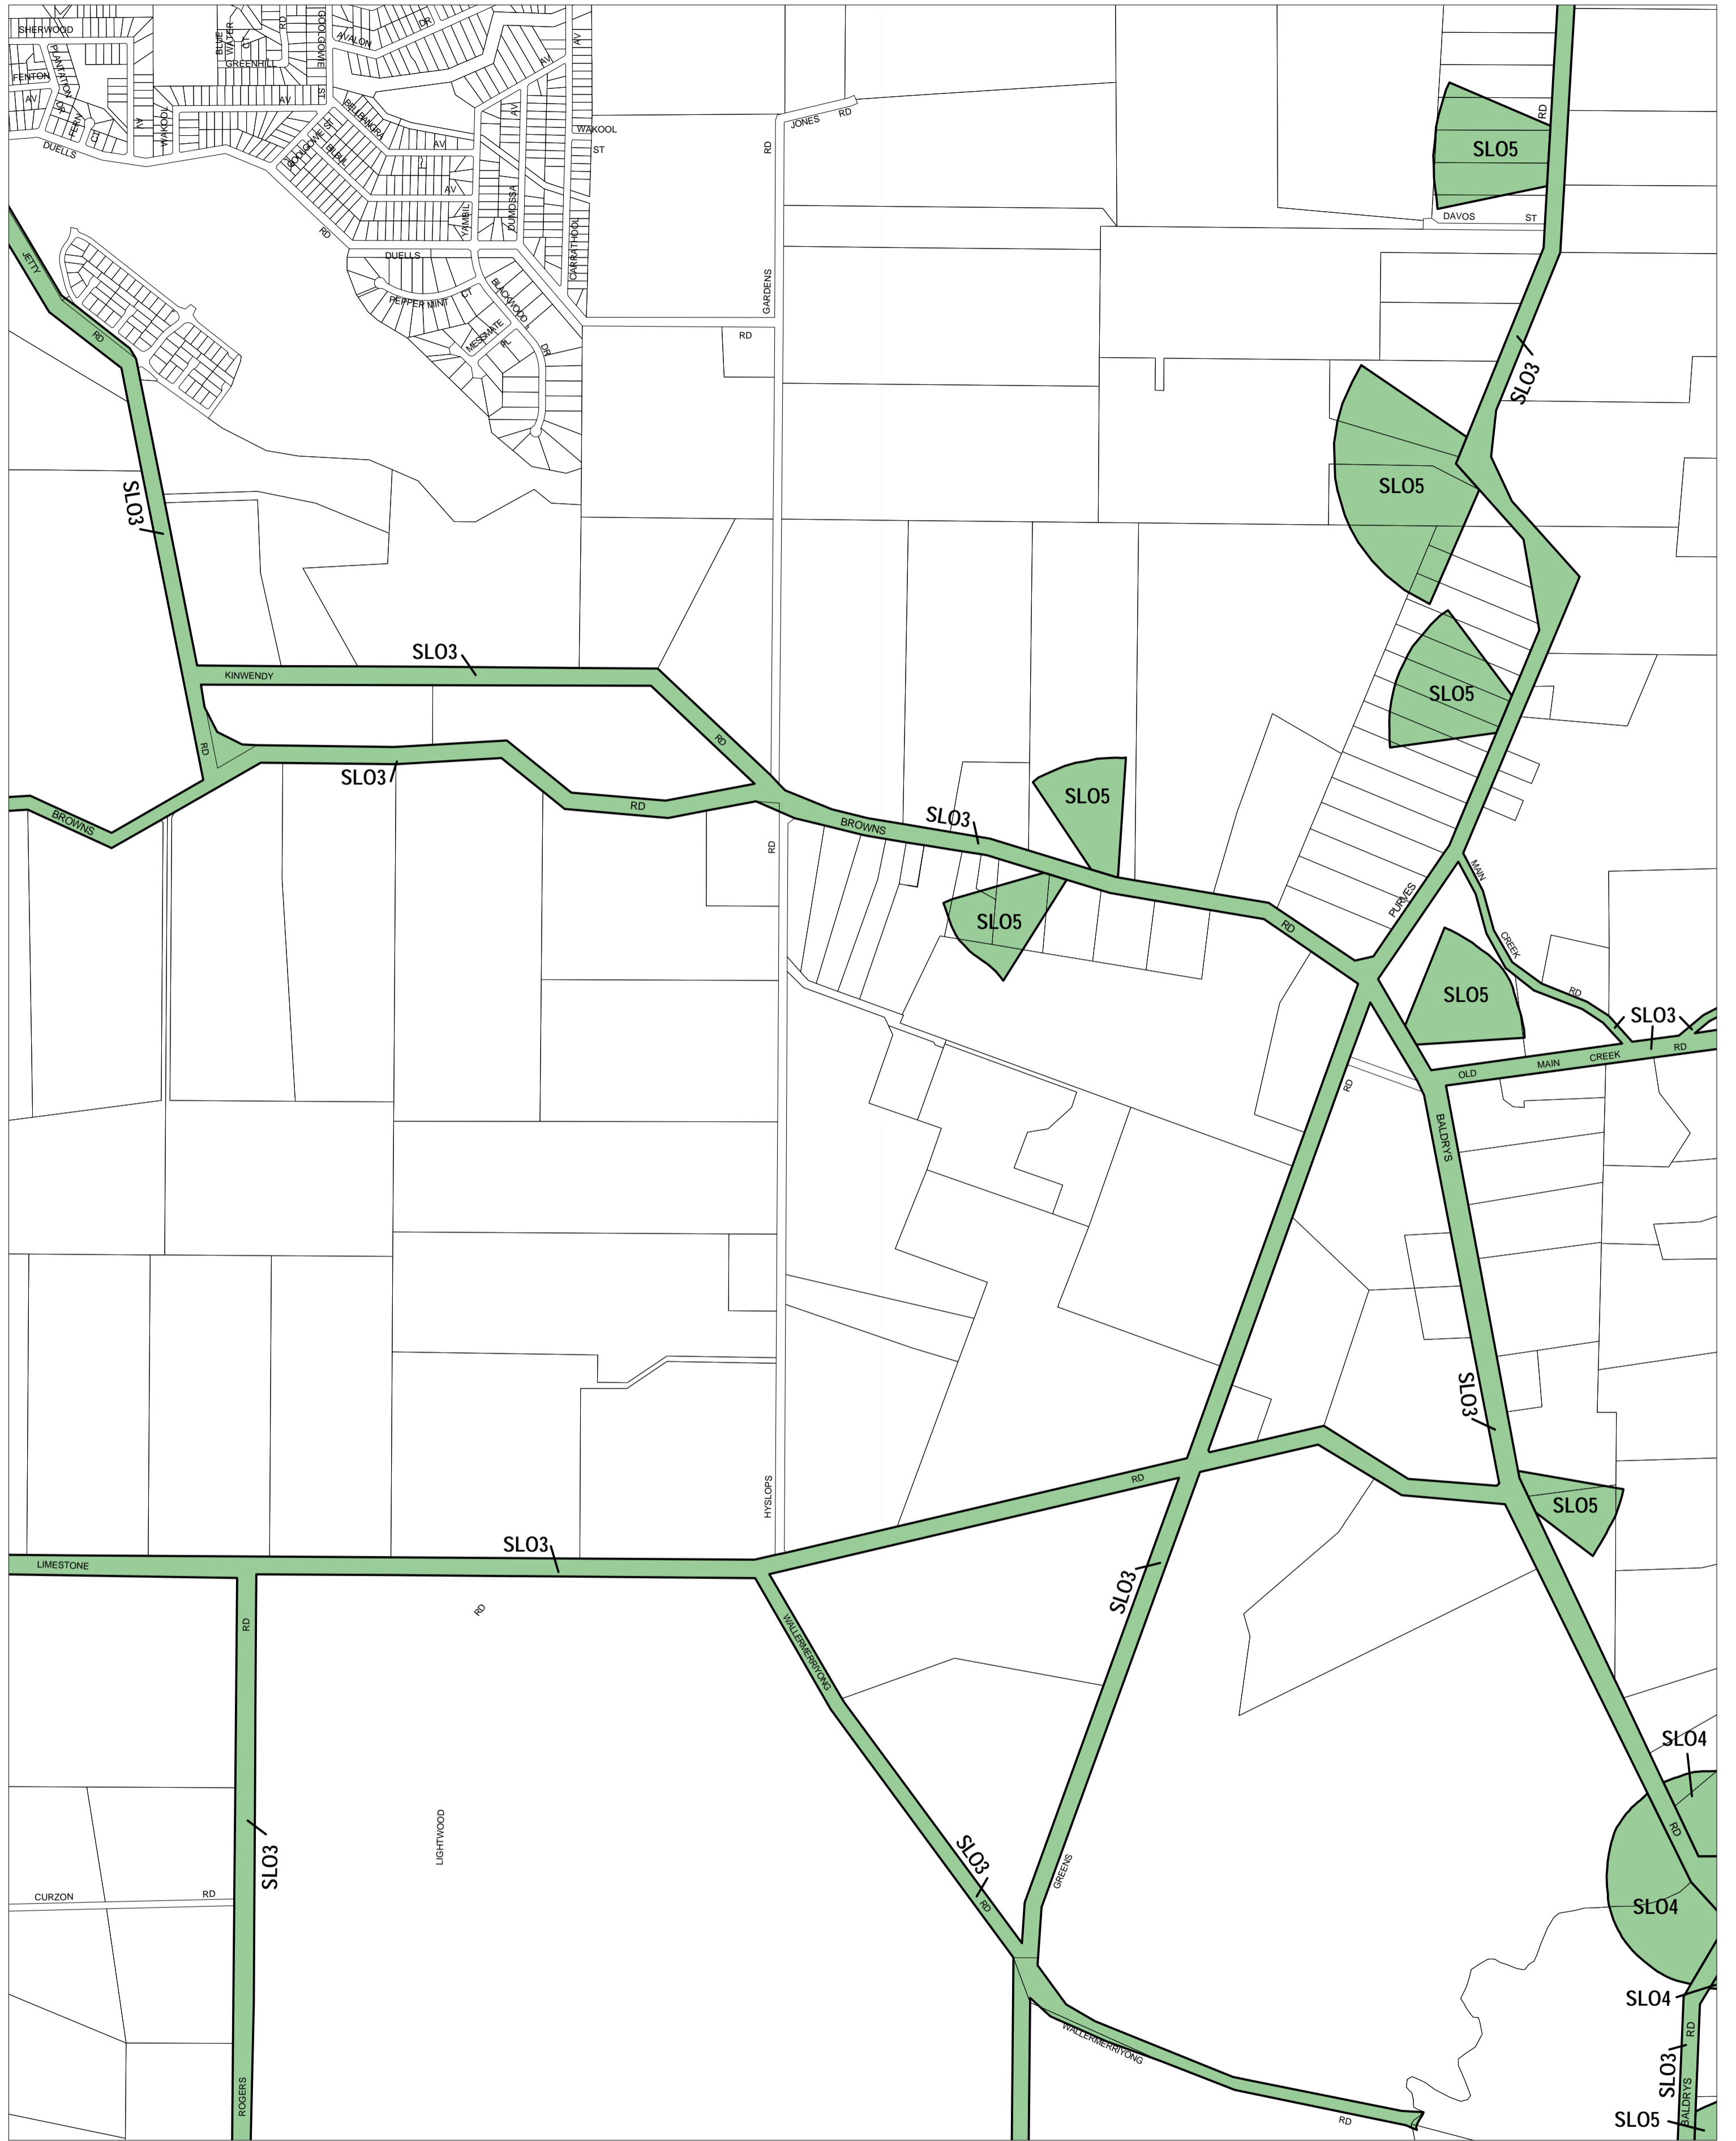 SHERWOOD
PLANTATION
DR
FENTON
AV
FERN
CT
DUELLS
AV
WAKOOL
BLUE
WATER
CT
GREENHILL
RD
GOOLGOWIE
ST
AV
AVALON
DR
AV
AV
BELBANGRA
GOOLGOWIE ST
BILBUL
AV
AV
YAMBIL
AV
DUMOSSA
WAKOOL
ST
CARRATHOOL
RD
DUELLS
PEPPER MINT
CT
BLACKWOOD
DR
MESSMATE
PL
JONES
RD
RD
GARDENS
RD
RD
SLO5
DAVOS
ST
SLO3
SLO5
SLO5
JETTY
RD
SLO3
KINWENDY
SLO3
RD
RD
SLO3
RD
BROWNS
RD
BROWNS
SLO3
SLO5
SLO5
RD
PURVES
MAIN
CREEK
RD
SLO5
SLO3
OLD
MAIN
CREEK
RD
RD
BALDRYS
SLO3
SLO5
RD
HYSLOPS
SLO3
LIMESTONE
RD
RD
WALLERMERRIYONG
SLO3
SLO4
RD
SLO4
SLO4
LIGHTWOOD
SLO3
CURZON
RD
SLO3
RD
GREENS
WALLERMERRIYONG
RD
ROGERS
RD
SLO3
BALDRYS
SLO5